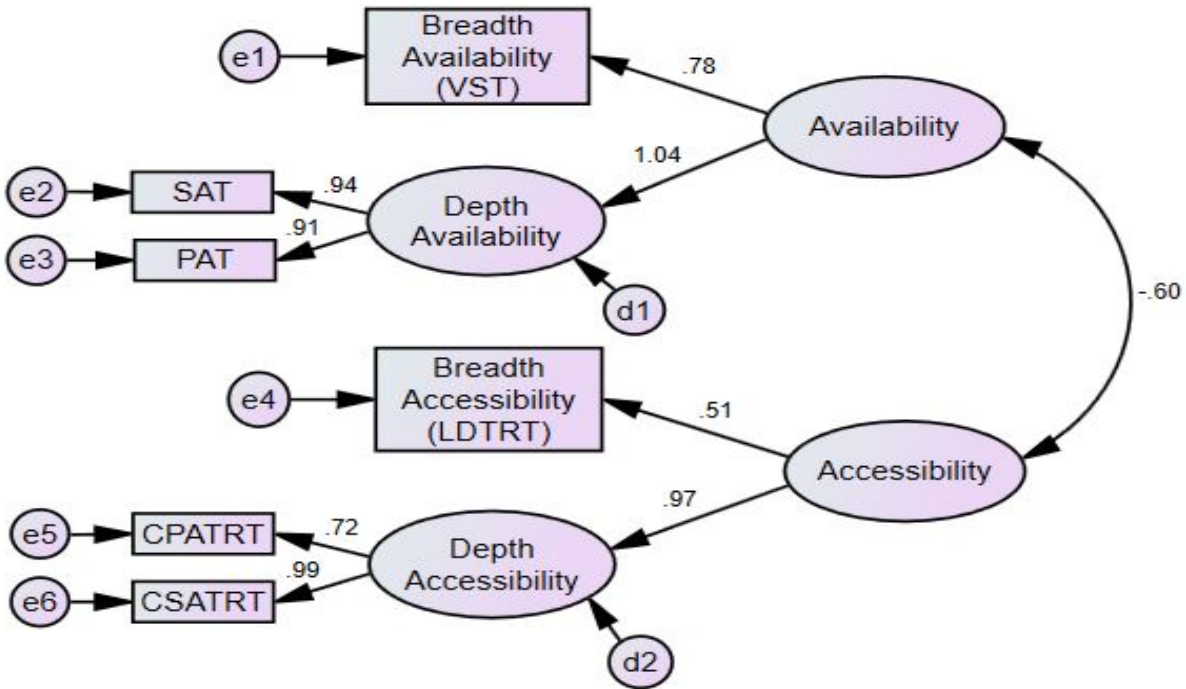 e1
Breadth
Availability
(VST)
.78
Availability
1.04
e2
SAT
.94
Depth
Availability
e3
PAT
.91
d1
-.60
Breadth
Accessibility
(LDTRT)
e4
.51
Accessibility
.97
e5
CPATRT
.72
Depth
Accessibility
e6
CSATRT
.99
d2